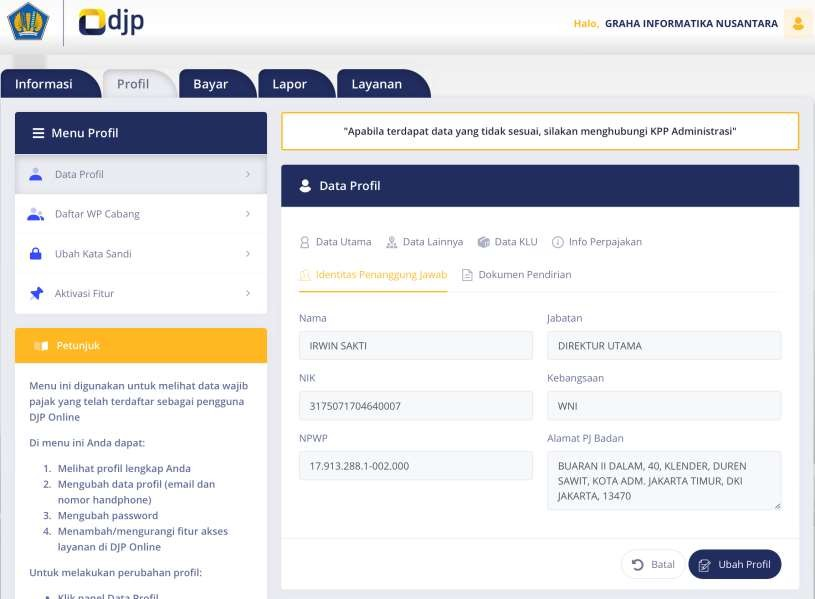 djp
Halo, GRAHA INFORMATIKA NUSANTARA
Informasi
Profil
Bayar
Lapor
Layanan
Menu Profil
Data Profil
Daftar WP Cabang
Ubah Kata Sandi
Aktivasi Fitur
Petunjuk
Menu ini digunakan untuk melihat data wajib
pajak yang telah terdaftar sebagai pengguna
DJP Online
Di menu ini Anda dapat:
1. Melihat profil lengkap Anda
2. Mengubah data profil (email dan
nomor handphone)
3. Mengubah password
4. Menambah/mengurangi fitur akses
layanan di DJP Online
Untuk melakukan perubahan profil:
• Klik panel Data Profil
"Apabila terdapat data yang tidak sesuai, silakan menghubungi KPP Administrasi"
Data Profil
Data Utama
Data Lainnya
Data KLU
Info Perpajakan
Identitas Penanggung Jawab
Dokumen Pendirian
Nama
IRWIN SAKTI
Jabatan
DIREKTUR UTAMA
NIK
3175071704640007
Kebangsaan
WNI
NPWP
17.913.288.1-002.000
Alamat PJ Badan
BUARAN II DALAM, 40, KLENDER, DUREN
SAWIT, KOTA ADM. JAKARTA TIMUR, DKI
JAKARTA, 13470
Batal
Ubah Profil